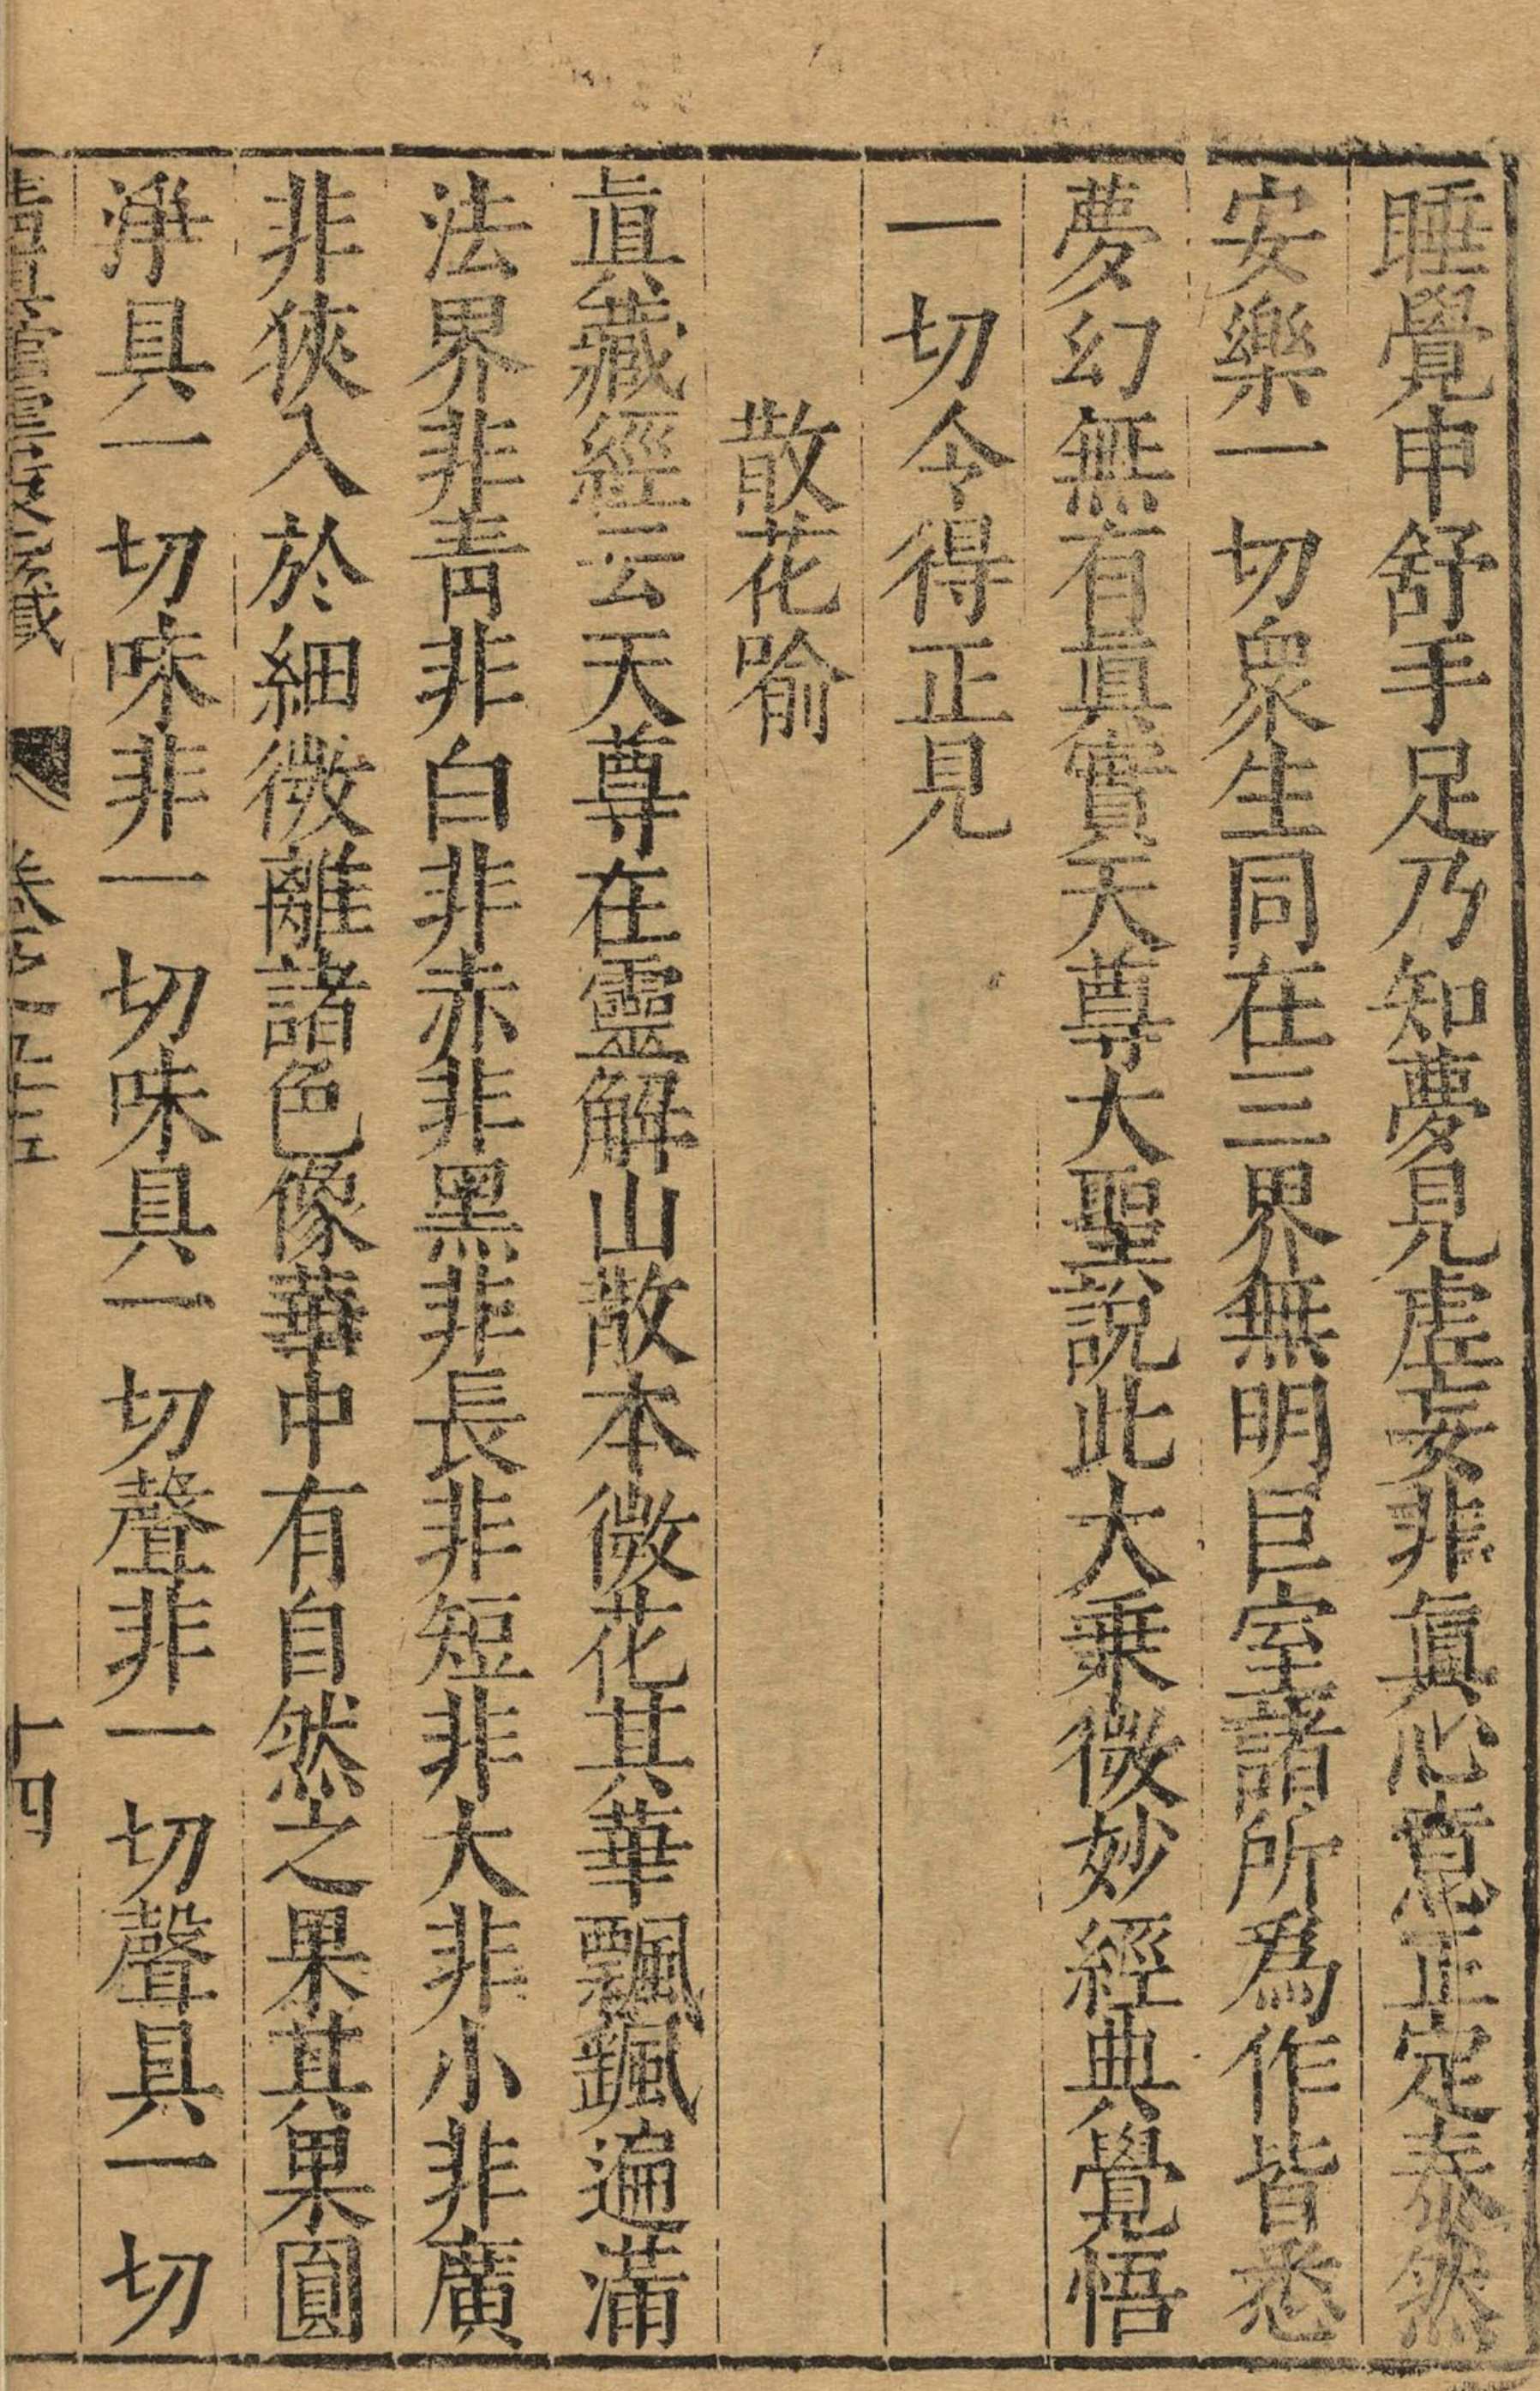 睡覺申舒手足乃知夢見虛妄非眞心意正定泰然
安樂一切衆生同在三界無明巨室諸所爲作皆悉
夢幻無有眞實天尊大聖說此大乘微妙經典覺悟
一切令得正見
散花喻
眞藏經云天尊在靈解山散本微花其華飄颻遍滿
法界非靑非白非赤非黑非長非短非大非小非廣
非狹入於細微離諸色像華中有自然之果其果圓
淨具一切味非一切味具一切聲非一切聲具一切
十四